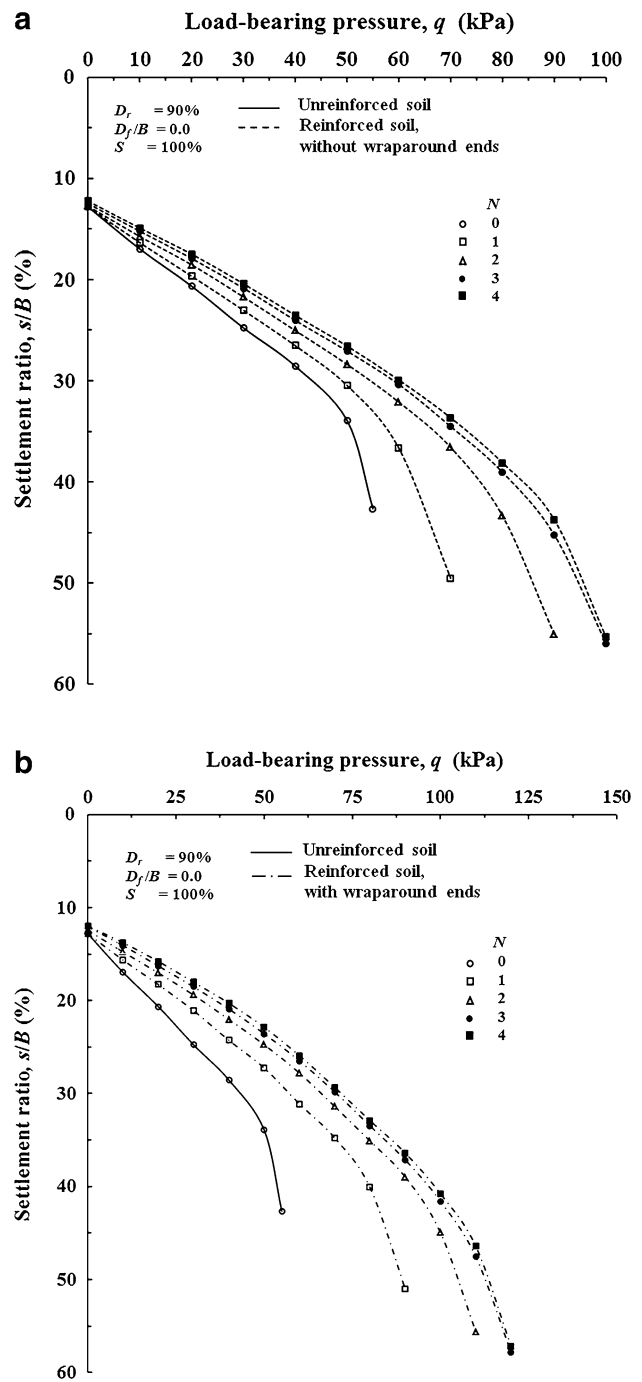 a
Load-bearing pressure, q (kPa)
0 10 20 30 40 50 60 70 80 90 100
0
10
20
30
40
50
60
Settlement ratio, s/B (%)
Dr = 90%
Df/B = 0.0
S = 100%
Unreinforced soil
Reinforced soil,
without wraparound ends
N
0
1
2
3
4
b
Load-bearing pressure, q (kPa)
0 25 50 75 100 125 150
0
10
20
30
40
50
60
Settlement ratio, s/B (%)
Dr = 90%
Df/B = 0.0
S = 100%
Unreinforced soil
Reinforced soil,
with wraparound ends
N
0
1
2
3
4